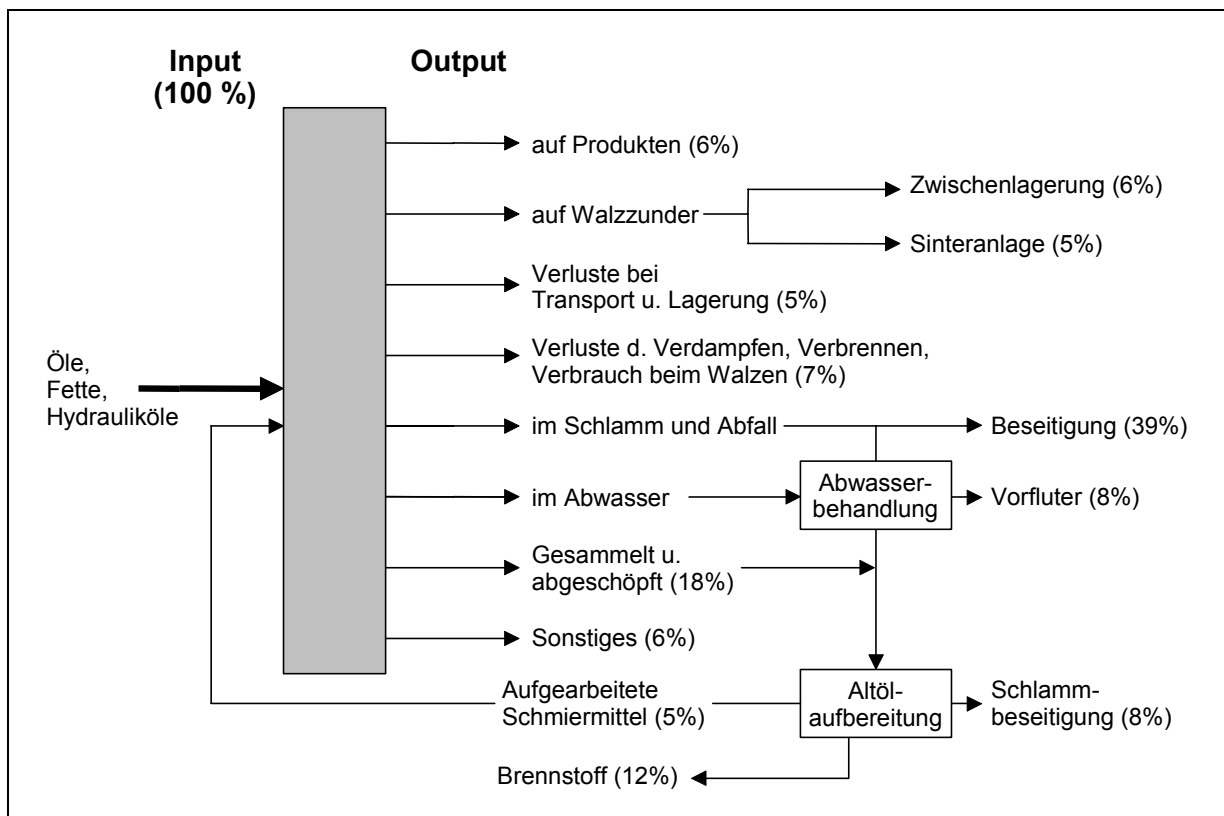 Input
(100 %)
Output
auf Produkten (6%)
auf Walzzunder
Zwischenlagerung (6%)
Sinteranlage (5%)
Verluste bei
Transport u. Lagerung (5%)
Verluste d. Verdampfen, Verbrennen,
Verbrauch beim Walzen (7%)
Öle,
Fette,
Hydrauliköle
im Schlamm und Abfall
Beseitigung (39%)
im Abwasser
Abwasser-
behandlung
Vorfluter (8%)
Gesammelt u.
abgeschöpft (18%)
Sonstiges (6%)
Aufgearbeitete
Schmiermittel (5%)
Altöl-
aufbereitung
Schlamm-
beseitigung (8%)
Brennstoff (12%)